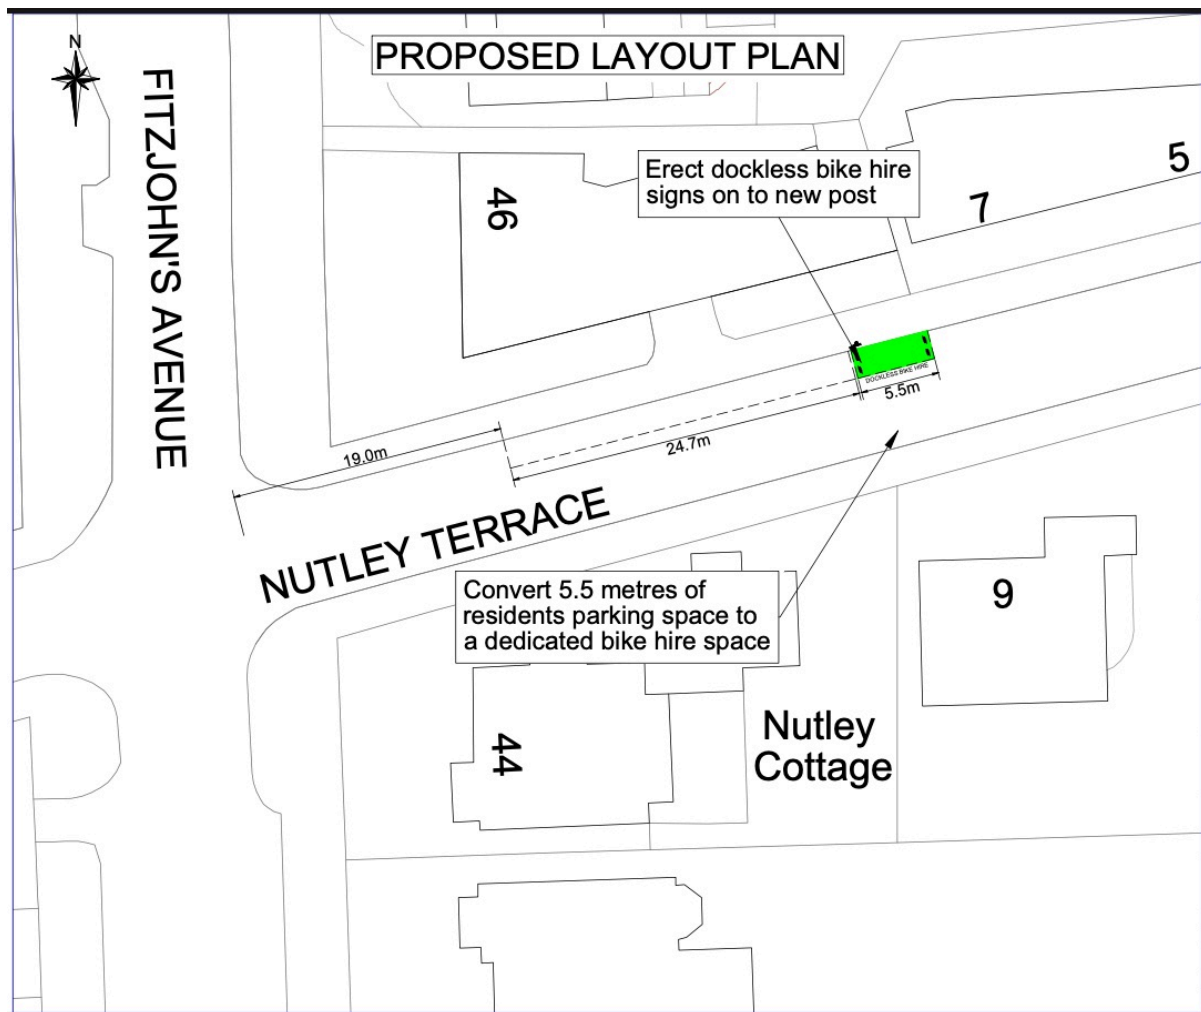 N
PROPOSED LAYOUT PLAN
FITZJOHN'S AVENUE
Erect dockless bike hire
signs on to new post
46
7
5
DOCKLESS BIKE HIRE
5.5m
24.7m
19.0m
NUTLEY TERRACE
Convert 5.5 metres of
residents parking space to
a dedicated bike hire space
9
44
Nutley
Cottage